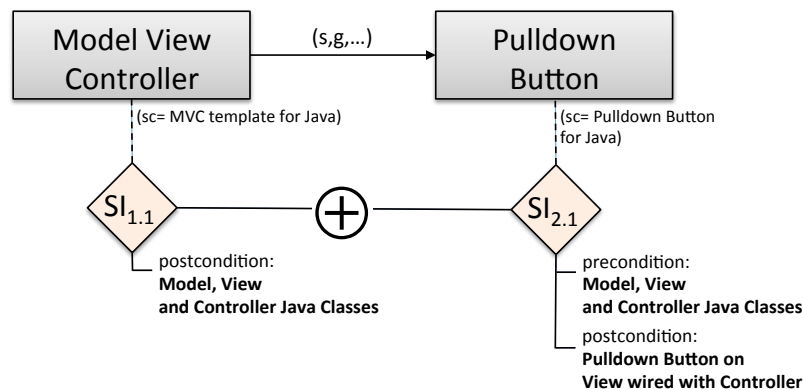 Model View
Controller
(s,g,...)
Pulldown
Button
(sc= MVC template for Java)
(sc= Pulldown Button
for Java)
SI1.1
SI2.1
postcondition:
Model, View
and Controller Java Classes
precondition:
Model, View
and Controller Java Classes
postcondition:
Pulldown Button on
View wired with Controller